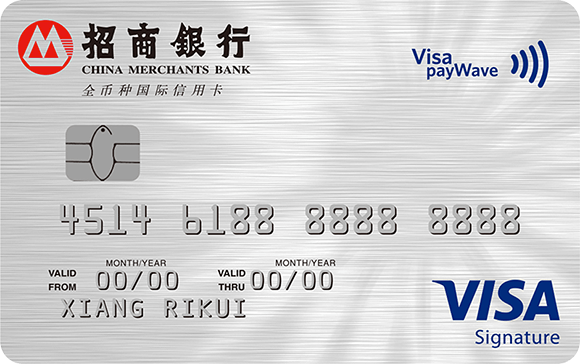 招商銀行
CHINA MERCHANTS BANK
全币种国际信用卡
Visa
payWave
4514 6188 8888 8888
MONTH/YEAR MONTH/YEAR
VALID FROM 00/00 VALID THRU 00/00
XIANG RIKUI
VISA
Signature